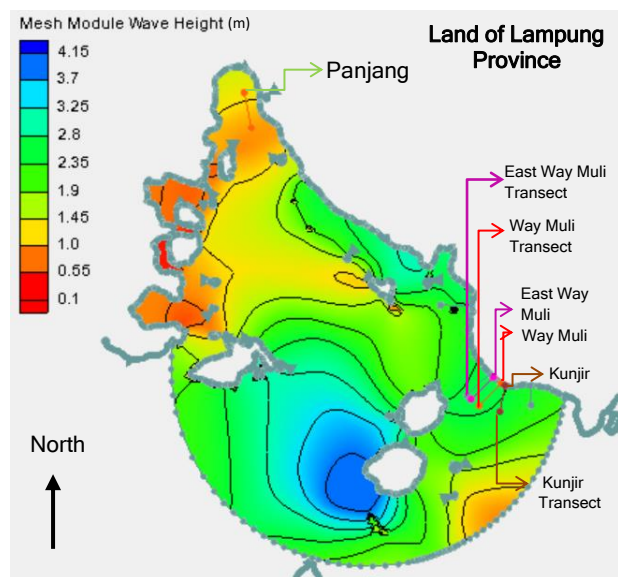 Mesh Module Wave Height (m)
4.15
3.7
3.25
2.8
2.35
1.9
1.45
1.0
0.55
0.1
Land of Lampung
Province
Panjang
East Way Muli
Transect
Way Muli
Transect
East Way
Muli
Way Muli
Kunjir
Kunjir
Transect
North